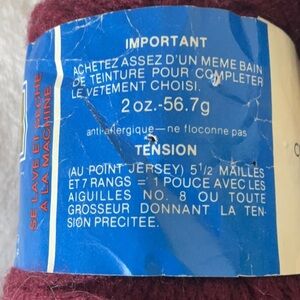 IMPORTANT
ACHETEZ ASSEZ D'UN MEME BAIN
DE TEINTURE POUR COMPLETER
LE VETEMENT CHOISI.
2 oz.-56.7g
anti-allergique—ne floconne pas
TENSION
(AU POINT JERSEY) 5 1/2 MAILLES
ET 7 RANGS = 1 POUCE AVEC LES
AIGUILLES NO. 8 OU TOUTE
GROSSEUR DONNANT LA TEN-
SION PRECITEE.
SE LAVE ET SECHE
A LA MACHINE